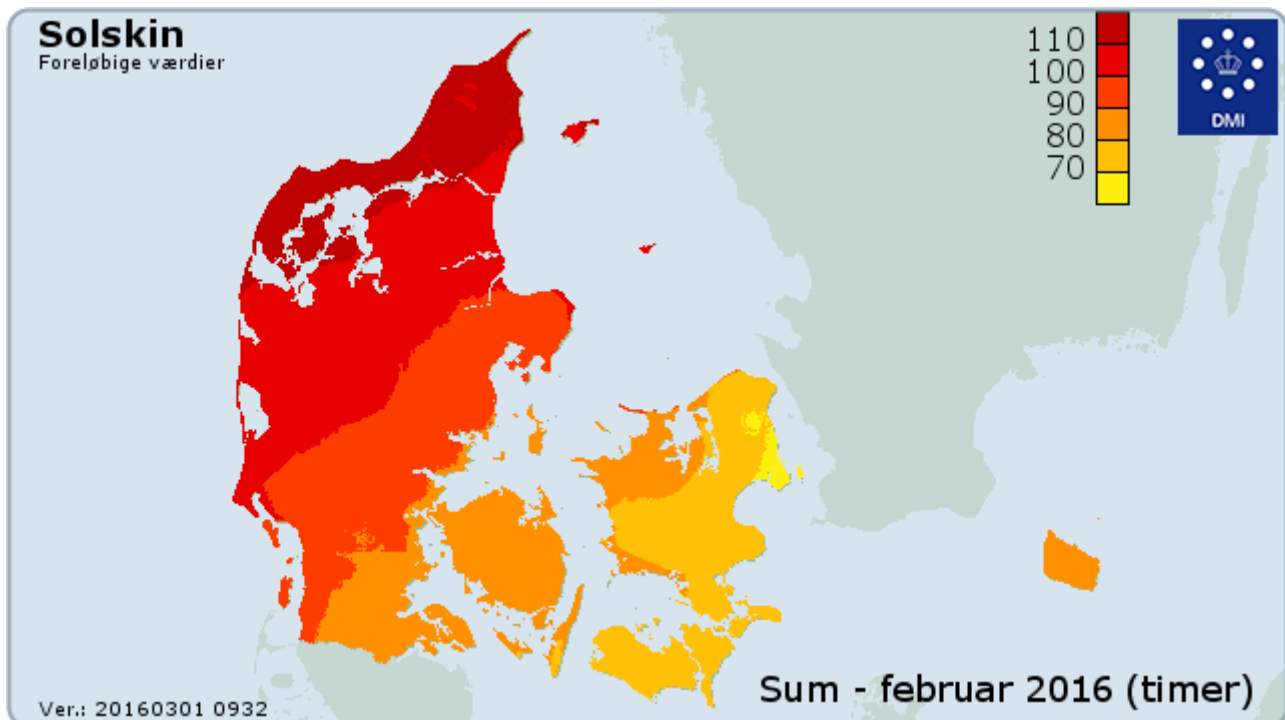 Solskin
Foreløbige værdier
110
100
90
80
70
DMI
Sum - februar 2016 (timer)
Ver.: 20160301 0932